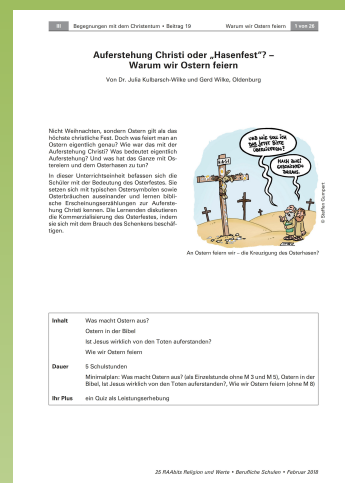 III Begegnungen mit dem Christentum • Beitrag 19 Warum wir Ostern feiern 1 von 26
Auferstehung Christi oder „Hasenfest“? –
Warum wir Ostern feiern
Von Dr. Julia Kulbarsch-Wilke und Gerd Wilke, Oldenburg
Nicht Weihnachten, sondern Ostern gilt als das
höchste christliche Fest. Doch was feiert man an
Ostern eigentlich genau? Wie war das mit der
Auferstehung Christi? Was bedeutet eigentlich
Auferstehung? Und was hat das Ganze mit Os-
tereiern und dem Osterhasen zu tun?
In dieser Unterrichtseinheit befassen sich die
Schüler mit der Bedeutung des Osterfestes. Sie
setzen sich mit typischen Ostersymbolen sowie
Osterbräuchen auseinander und lernen bibli-
sche Erscheinungserzählungen zur Auferste-
hung Christi kennen. Die Lernenden diskutieren
die Kommerzialisierung des Osterfestes, indem
sie sich mit dem Brauch des Schenkens beschäf-
tigen.
UND WIE SOLL ICH
DAS JETZT BITTE
ÜBERLIEFERN?
MACH ZWEI
GESCHICHTEN
DRAUS.
© Steffen Gumpert
An Ostern feiern wir – die Kreuzigung des Osterhasen?
Inhalt Was macht Ostern aus?
Ostern in der Bibel
Ist Jesus wirklich von den Toten auferstanden?
Wie wir Ostern feiern
Dauer 5 Schulstunden
Minimalplan: Was macht Ostern aus? (als Einzelstunde ohne M 3 und M 5), Ostern in der
Bibel, Ist Jesus wirklich von den Toten auferstanden?, Wie wir Ostern feiern (ohne M 8)
Ihr Plus ein Quiz als Leistungserhebung
25 RAAbits Religion und Werte • Berufliche Schulen • Februar 2018